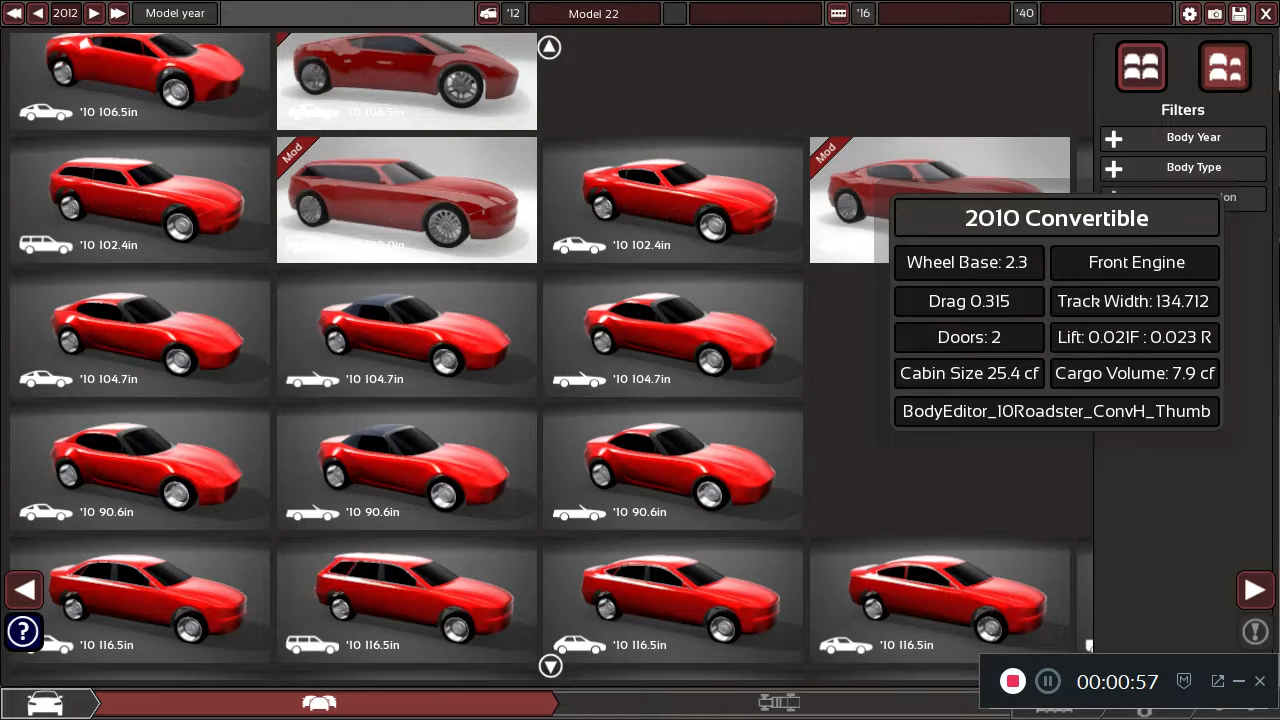 2012 Model year '12 Model 22 '16 '40
'10 106.5in
Filters
Body Year
Body Type
Mod
Mod
'10 102.4in
'10 102.4in
2010 Convertible
Wheel Base: 2.3 Front Engine
Drag 0.315 Track Width: 134.712
Doors: 2 Lift: 0.021F : 0.023 R
Cabin Size 25.4 cf Cargo Volume: 7.9 cf
BodyEditor_10Roadster_ConvH_Thumb
'10 104.7in '10 104.7in '10 104.7in
'10 90.6in '10 90.6in '10 90.6in
'10 116.5in '10 116.5in '10 116.5in '10 116.5in
00:00:57